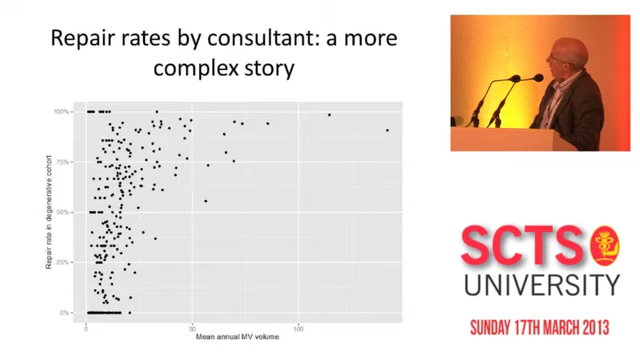 Repair rates by consultant: a more
complex story
Repair rate in degenerative cohort
100%
75%
50%
25%
0%
0
50
100
Mean annual MV volume
SCTS
UNIVERSITY
SUNDAY 17TH MARCH 2013